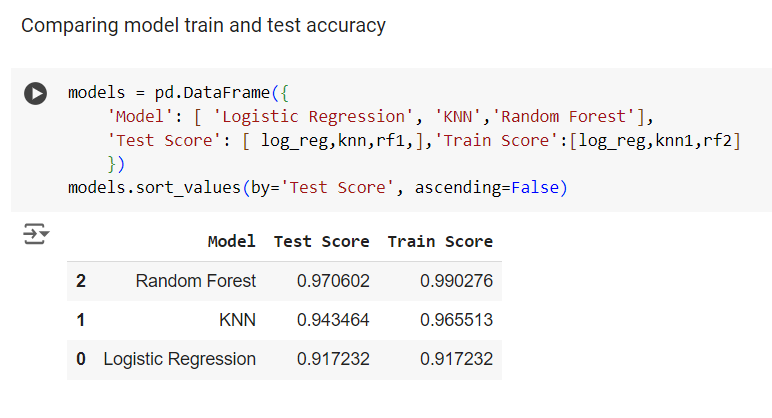 Comparing model train and test accuracy
models = pd.DataFrame({
'Model': [ 'Logistic Regression', 'KNN','Random Forest'],
'Test Score': [ log_reg,knn,rf1,],'Train Score':[log_reg,knn1,rf2]
})
models.sort_values(by='Test Score', ascending=False)
Model Test Score Train Score
2 Random Forest 0.970602 0.990276
1 KNN 0.943464 0.965513
0 Logistic Regression 0.917232 0.917232